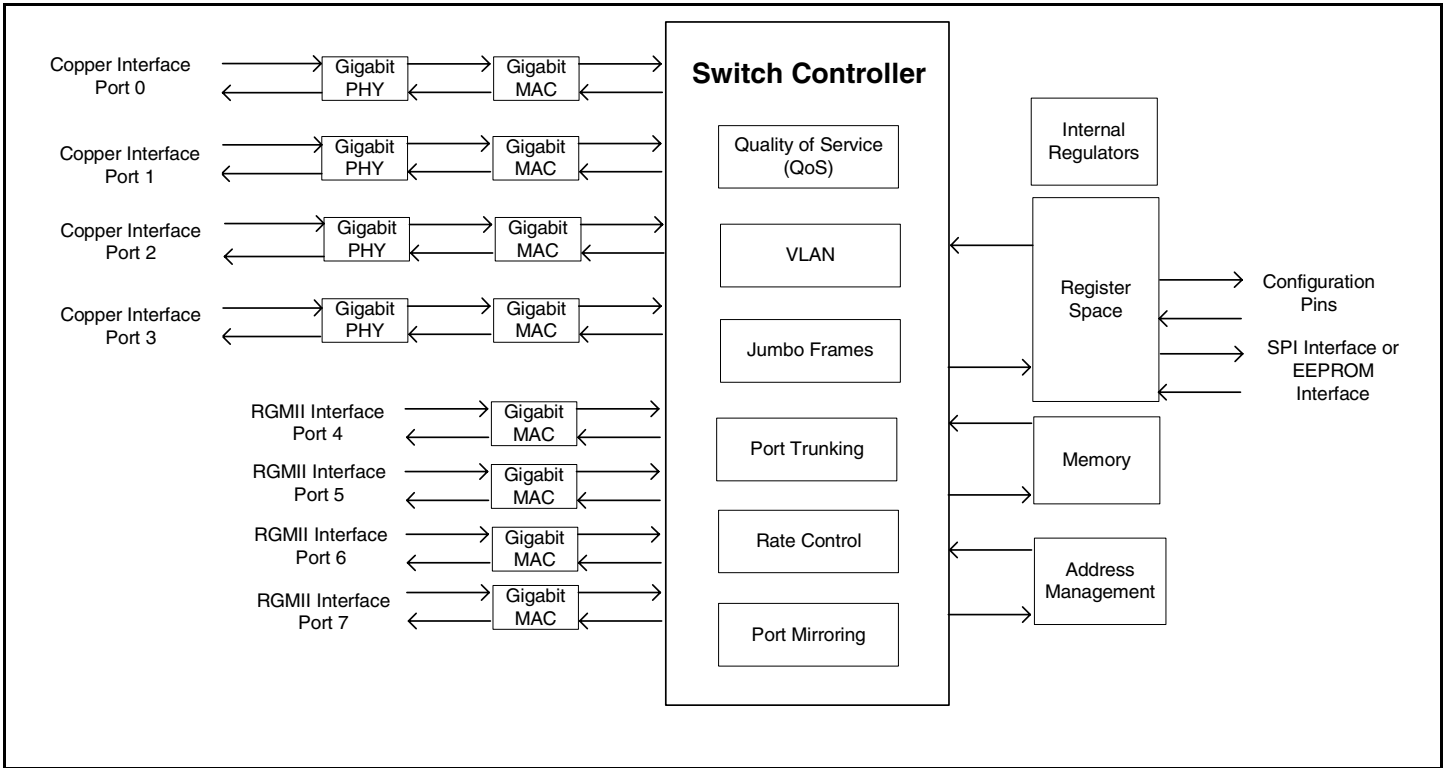 Copper Interface
Port 0
Gigabit
PHY
Gigabit
MAC
Copper Interface
Port 1
Gigabit
PHY
Gigabit
MAC
Copper Interface
Port 2
Gigabit
PHY
Gigabit
MAC
Copper Interface
Port 3
Gigabit
PHY
Gigabit
MAC
RGMII Interface
Port 4
Gigabit
MAC
RGMII Interface
Port 5
Gigabit
MAC
RGMII Interface
Port 6
Gigabit
MAC
RGMII Interface
Port 7
Gigabit
MAC
Switch Controller
Quality of Service
(QoS)
VLAN
Jumbo Frames
Port Trunking
Rate Control
Port Mirroring
Internal
Regulators
Register
Space
Memory
Address
Management
Configuration
Pins
SPI Interface or
EEPROM
Interface